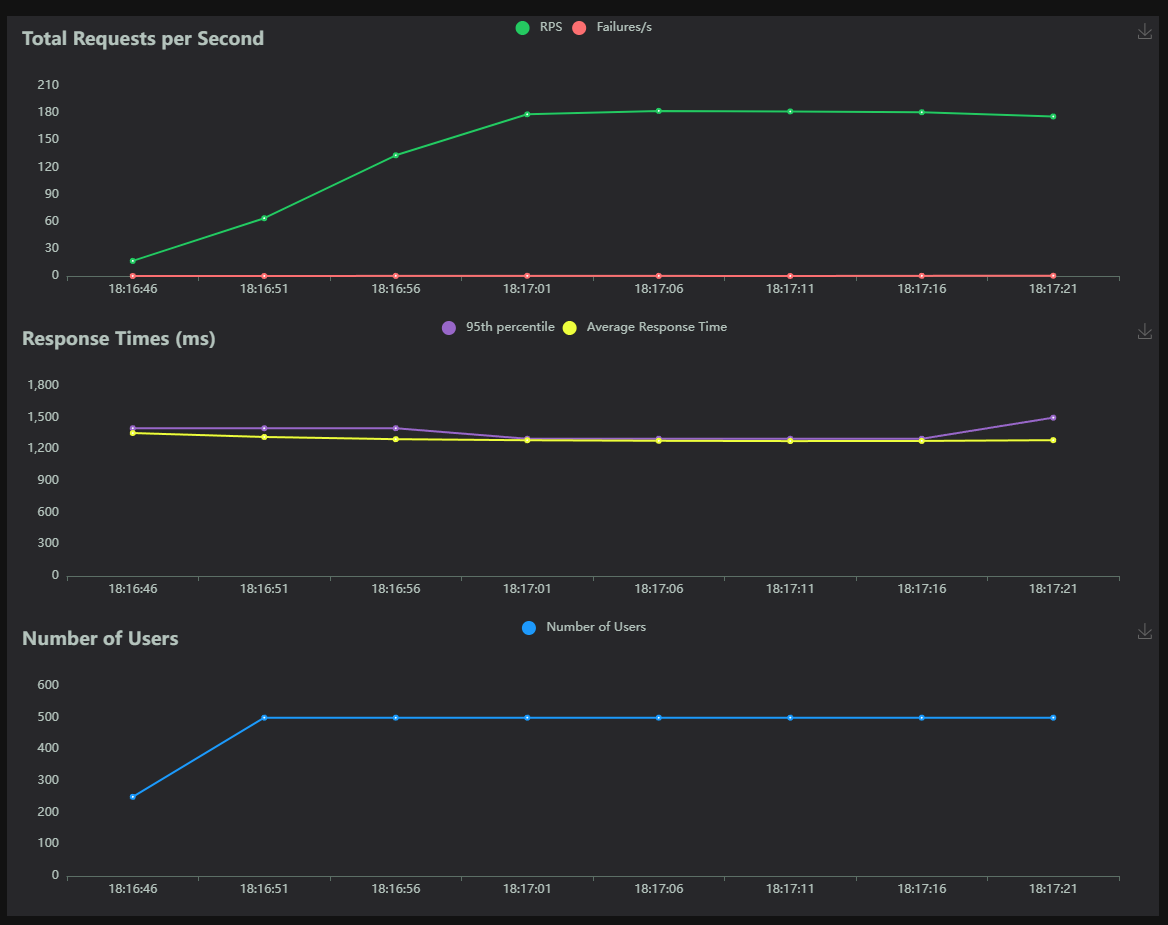 Total Requests per Second
RPS Failures/s
210
180
150
120
90
60
30
0
18:16:46 18:16:51 18:16:56 18:17:01 18:17:06 18:17:11 18:17:16 18:17:21
Response Times (ms)
95th percentile Average Response Time
1,800
1,500
1,200
900
600
300
0
18:16:46 18:16:51 18:16:56 18:17:01 18:17:06 18:17:11 18:17:16 18:17:21
Number of Users
Number of Users
600
500
400
300
200
100
0
18:16:46 18:16:51 18:16:56 18:17:01 18:17:06 18:17:11 18:17:16 18:17:21